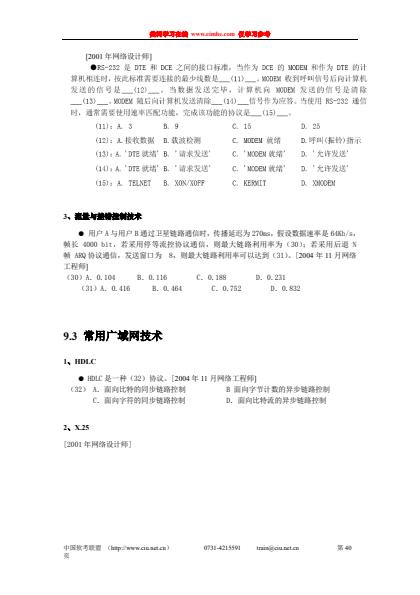 学习在线 www.cimhe.com 仅学习参考
[2001年网络设计师]
●RS-232 是 DTE 和 DCE 之间的接口标准，当作为 DCE 的 MODEM 和作为 DTE 的计
算机相连时，按此标准需要连接的最少线数是___(11)___。MODEM 收到呼叫信号后向计算机
发送的信号是___(12)___。当数据发送完毕，计算机向 MODEM 发送的信号是清除
___(13)___。MODEM 随后向计算机发送清除___(14)___信号作为应答。当使用 RS-232 通信
时，通常需要使用速率匹配功能，完成该功能的协议是___(15)___。
(11): A. 3 B. 9 C. 15 D. 25
(12): A.接收数据 B.载波检测 C. MODEM 就绪 D.呼叫(振铃)指示
(13): A.'DTE 就绪' B. '请求发送' C. 'MODEM 就绪' D. '允许发送'
(14): A.'DTE 就绪' B. '请求发送' C. 'MODEM 就绪' D. '允许发送'
(15): A. TELNET B. XON/XOFF C. KERMIT D. XMODEM
3、流量与差错控制技术
● 用户 A 与用户 B 通过卫星链路通信时，传播延迟为 270ms，假设数据速率是 64Kb/s，
帧长 4000 bit，若采用停等流控协议通信，则最大链路利用率为（30）；若采用后退 N
帧 ARQ 协议通信，发送窗口为 8，则最大链路利用率可以达到（31）。[2004 年 11 月网络
工程师]
（30）A．0.104 B．0.116 C．0.188 D．0.231
（31）A．0.416 B．0.464 C．0.752 D．0.832
9.3 常用广域网技术
1、HDLC
● HDLC 是一种（32）协议。[2004 年 11 月网络工程师]
（32） A．面向比特的同步链路控制 B 面向字节计数的异步链路控制
C．面向字符的同步链路控制 D．面向比特流的异步链路控制
2、X.25
[2001年网络设计师]
中国软考联盟 （http://www.ciu.net.cn） 0731-4215591 train@ciu.net.cn 第 40
页